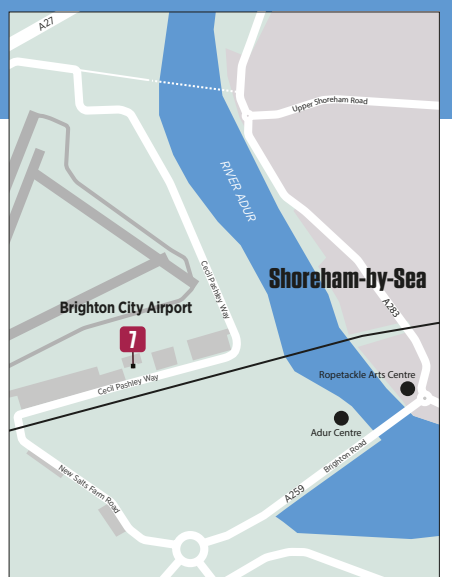 A27
Upper Shoreham Road
RIVER ADUR
Cecil Pashley Way
Shoreham-by-Sea
A283
Brighton City Airport
7
Ropetackle Arts Centre
Cecil Pashley Way
Adur Centre
Brighton Road
New Salts Farm Road
A259